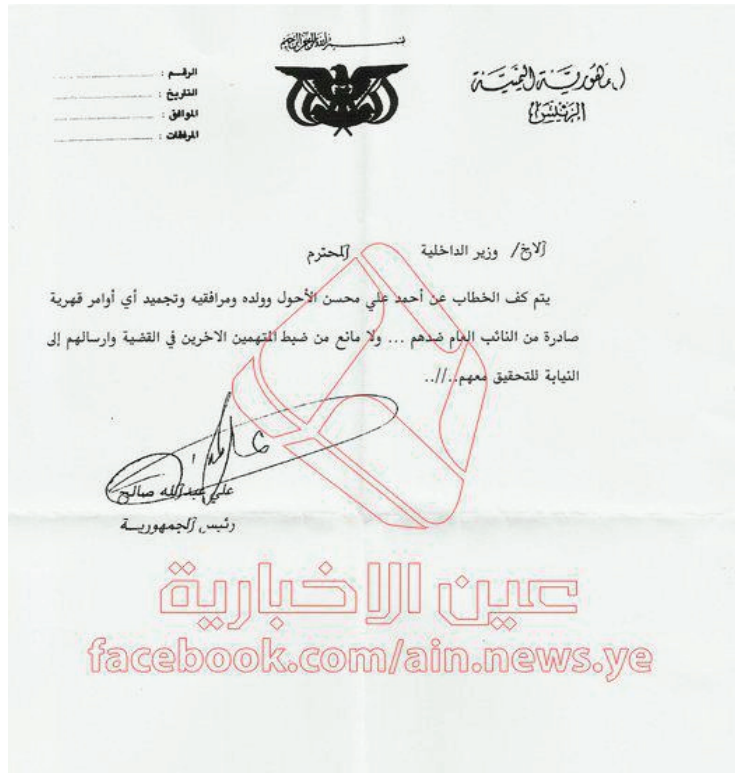 بسم الله الرحمن الرحيم
الجمهورية اليمنية
الرئيس
الرقم :
التاريخ :
الموافق :
المرفقات :
الاخ/ وزير الداخلية المحترم
يتم كف الخطاب عن أحمد علي محسن الأحول وولده ومرافقيه وتجميد أي أوامر قهرية
صادرة من النائب العام ضدهم ... ولا مانع من ضبط المتهمين الاخرين في القضية وارسالهم إلى
النيابة للتحقيق معهم..//..
علي عبدالله صالح
رئيس الجمهورية
عين الاخبارية
facebook.com/ain.news.ye